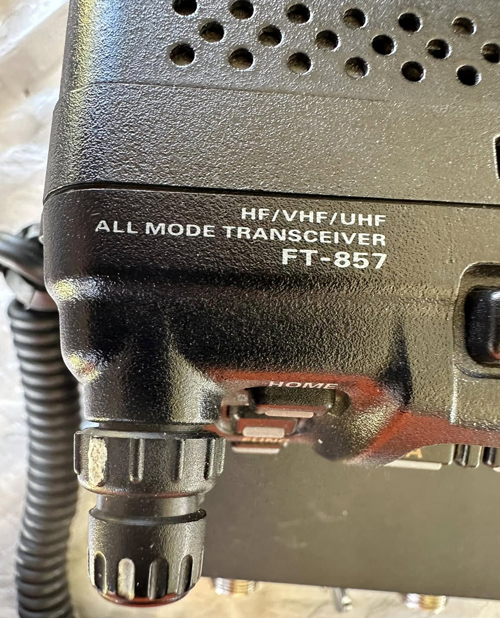 HF/VHF/UHF
ALL MODE TRANSCEIVER
FT-857
HOME